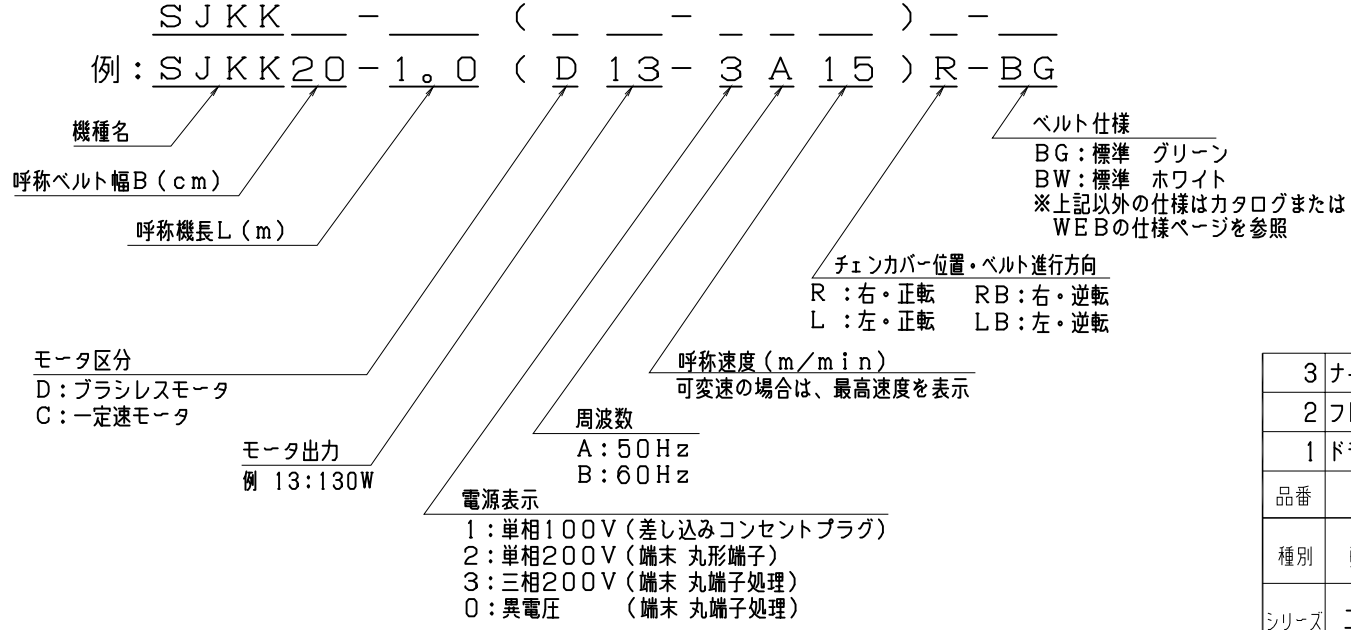 SJKK__-___(_ __-_ _ __)_-__
例:SJKK20-1。0(D 13-3 A 15)R-BG
機種名
呼称ベルト幅B(cm)
呼称機長L(m)
ベルト仕様
BG:標準 グリーン
BW:標準 ホワイト
※上記以外の仕様はカタログまたは
WEBの仕様ページを参照
チェンカバー位置・ベルト進行方向
R :右・正転 RB:右・逆転
L :左・正転 LB:左・逆転
モータ区分
D:ブラシレスモータ
C:一定速モータ
呼称速度(m/min)
可変速の場合は、最高速度を表示
周波数
A:50Hz
B:60Hz
モータ出力
例 13:130W
電源表示
1:単相100V(差し込みコンセントプラグ)
2:単相200V(端末 丸形端子)
3:三相200V(端末 丸端子処理)
0:異電圧 (端末 丸端子処理)
3
2 フ
1 ド
品番
種別
シリーズ